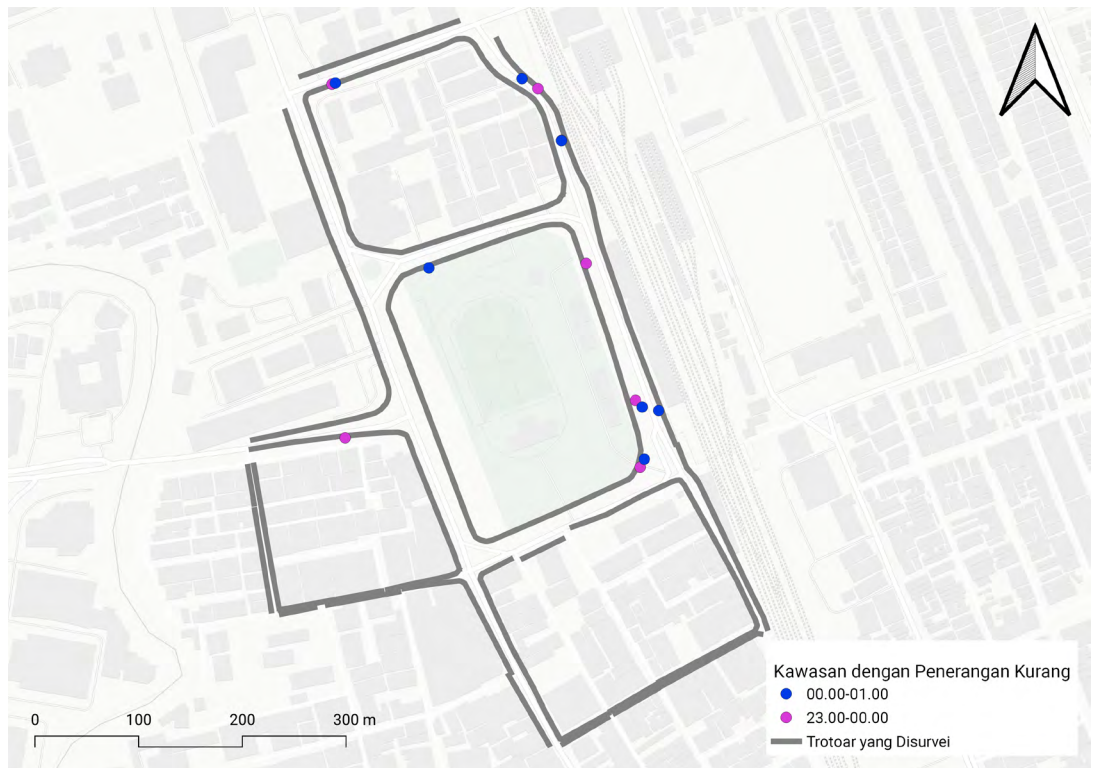 Kawasan dengan Penerangan Kurang
00.00-01.00
23.00-00.00
Trotoar yang Disurvei
0 100 200 300 m